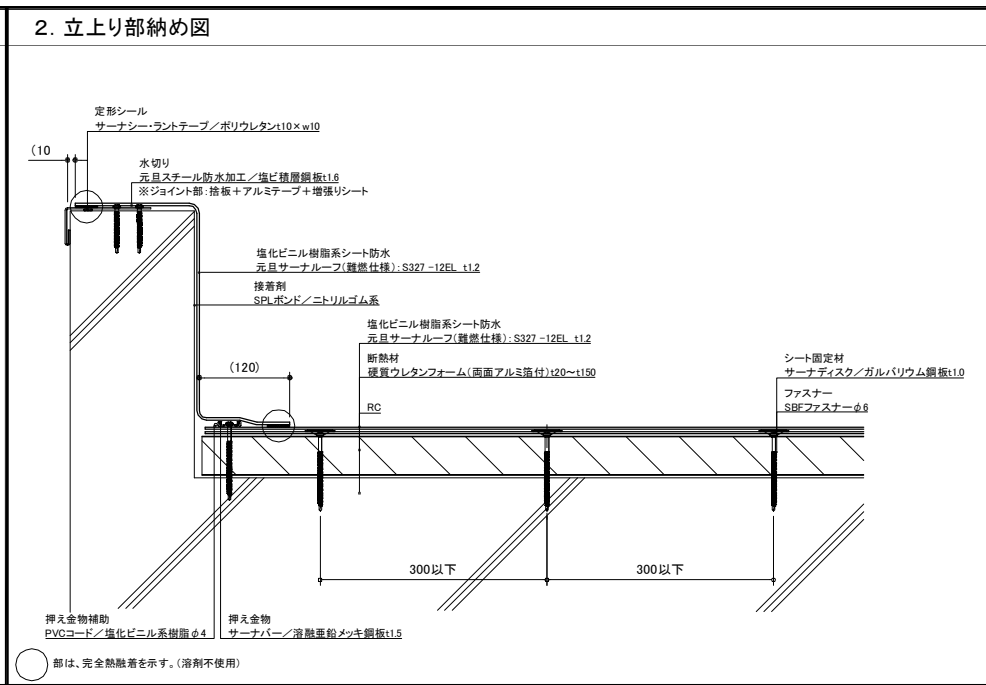 2. 立上り部納め図
定形シール
サーナシー・ラントテープ／ポリウレタンt10×w10
(10
水切り
元旦スチール防水加工／塩ビ積層鋼板t1.6
※ジョイント部：捨板＋アルミテープ＋増張りシート
塩化ビニル樹脂系シート防水
元旦サーナルーフ(難燃仕様)：S327 -12EL t1.2
接着剤
SPLボンド／ニトリルゴム系
塩化ビニル樹脂系シート防水
元旦サーナルーフ(難燃仕様)：S327 -12EL t1.2
断熱材
硬質ウレタンフォーム(両面アルミ箔付)t20～t150
RC
シート固定材
サーナディスク／ガルバリウム鋼板t1.0
ファスナー
SBFファスナーφ6
(120)
300以下
300以下
押え金物補助
PVCコード／塩化ビニル系樹脂φ4
押え金物
サーナバー／溶融亜鉛メッキ鋼板t1.5
部は、完全熱融着を示す。(溶剤不使用)